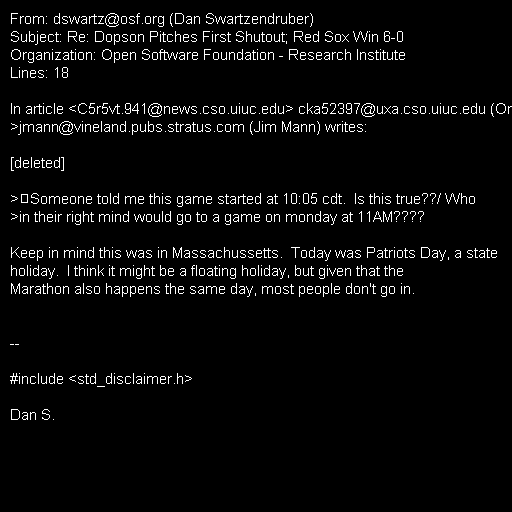 From: dswartz@osf.org (Dan Swartzendruber)
Subject: Re: Dopson Pitches First Shutout; Red Sox Win 6-0
Organization: Open Software Foundation - Research Institute
Lines: 18

In article <C5r5vt.941@news.cso.uiuc.edu> cka52397@uxa.cso.uiuc.edu (Or
>jmann@vineland.pubs.stratus.com (Jim Mann) writes:

[deleted]

>Someone told me this game started at 10:05 cdt.  Is this true??/ Who
>in their right mind would go to a game on monday at 11AM????

Keep in mind this was in Massachussetts.  Today was Patriots Day, a state
holiday.  I think it might be a floating holiday, but given that the
Marathon also happens the same day, most people don't go in.

--

#include <std_disclaimer.h>

Dan S.